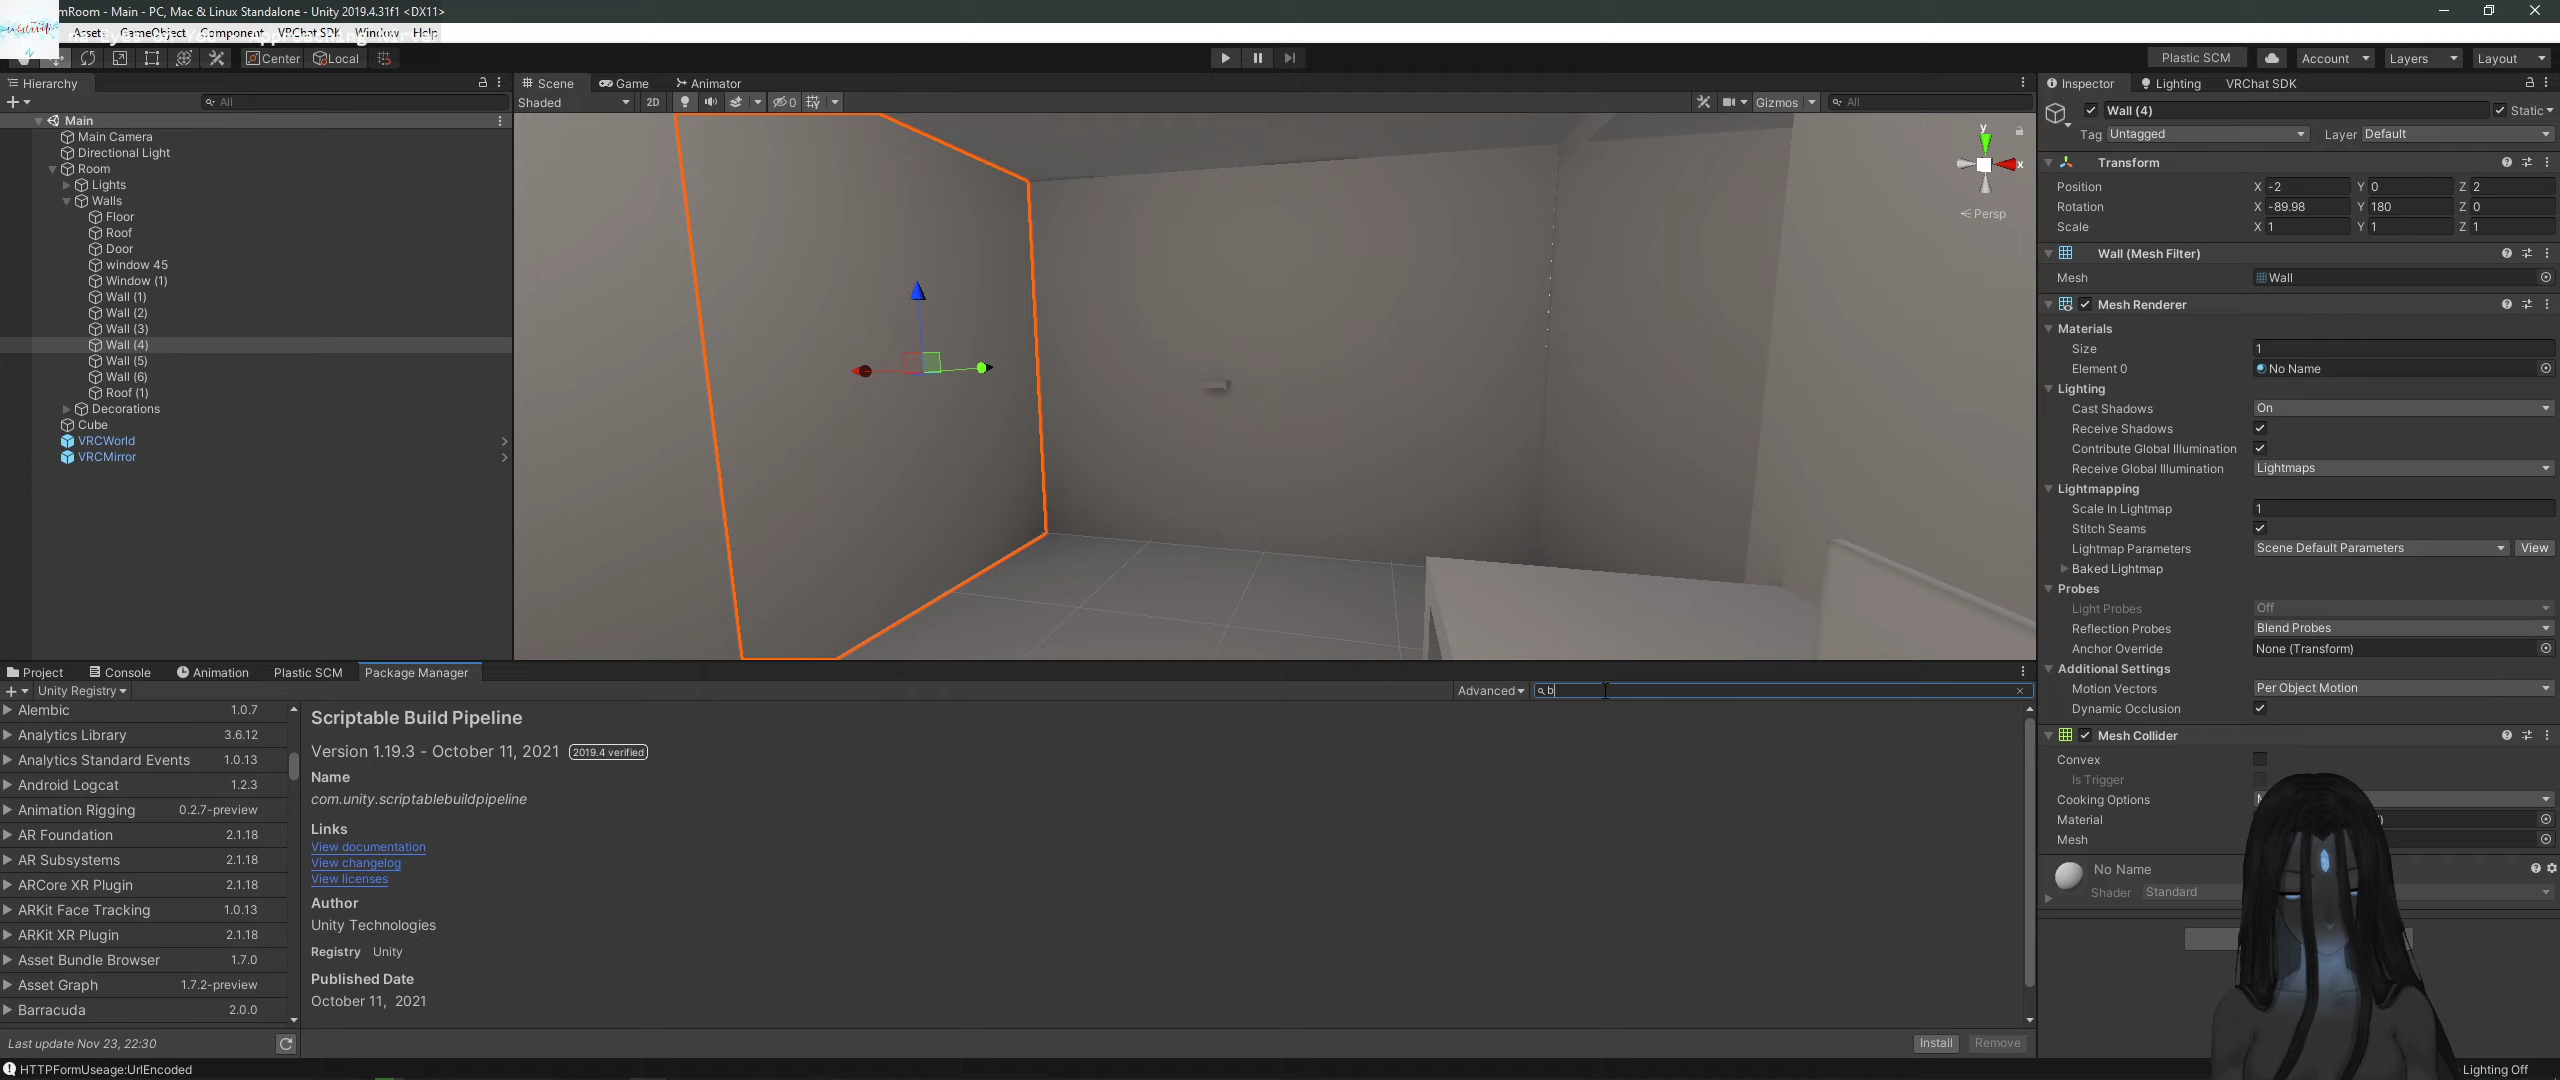 mRoom - Main - PC, Mac & Linux Standalone - Unity 2019.4.31f1 <DX11>
Assets GameObject Component VRChat SDK Window Help
Center Local
Plastic SCM Account Layers Layout
Hierarchy
All
Main
Main Camera
Directional Light
Room
Lights
Walls
Floor
Roof
Door
window 45
Window (1)
Wall (1)
Wall (2)
Wall (3)
Wall (4)
Wall (5)
Wall (6)
Roof (1)
Decorations
Cube
VRCWorld
VRCMirror
Scene Game Animator
Shaded 2D 0 Gizmos All
y
x
Persp
Inspector Lighting VRChat SDK
Wall (4) Static
Tag Untagged Layer Default
Transform
Position X -2 Y 0 Z 2
Rotation X -89.98 Y 180 Z 0
Scale X 1 Y 1 Z 1
Wall (Mesh Filter)
Mesh Wall
Mesh Renderer
Materials
Size 1
Element 0 No Name
Lighting
Cast Shadows On
Receive Shadows
Contribute Global Illumination
Receive Global Illumination Lightmaps
Lightmapping
Scale In Lightmap 1
Stitch Seams
Lightmap Parameters Scene Default Parameters View
Baked Lightmap
Probes
Light Probes Off
Reflection Probes Blend Probes
Anchor Override None (Transform)
Additional Settings
Motion Vectors Per Object Motion
Dynamic Occlusion
Mesh Collider
Convex
Is Trigger
Cooking Options
Material
Mesh
No Name
Shader Standard
Project Console Animation Plastic SCM Package Manager
Unity Registry Advanced b
Alembic 1.0.7
Analytics Library 3.6.12
Analytics Standard Events 1.0.13
Android Logcat 1.2.3
Animation Rigging 0.2.7-preview
AR Foundation 2.1.18
AR Subsystems 2.1.18
ARCore XR Plugin 2.1.18
ARKit Face Tracking 1.0.13
ARKit XR Plugin 2.1.18
Asset Bundle Browser 1.7.0
Asset Graph 1.7.2-preview
Barracuda 2.0.0
Last update Nov 23, 22:30
Scriptable Build Pipeline
Version 1.19.3 - October 11, 2021 2019.4 verified
Name
com.unity.scriptablebuildpipeline
Links
View documentation
View changelog
View licenses
Author
Unity Technologies
Registry Unity
Published Date
October 11, 2021
Install Remove
HTTPFormUseage:UrlEncoded
Lighting Off